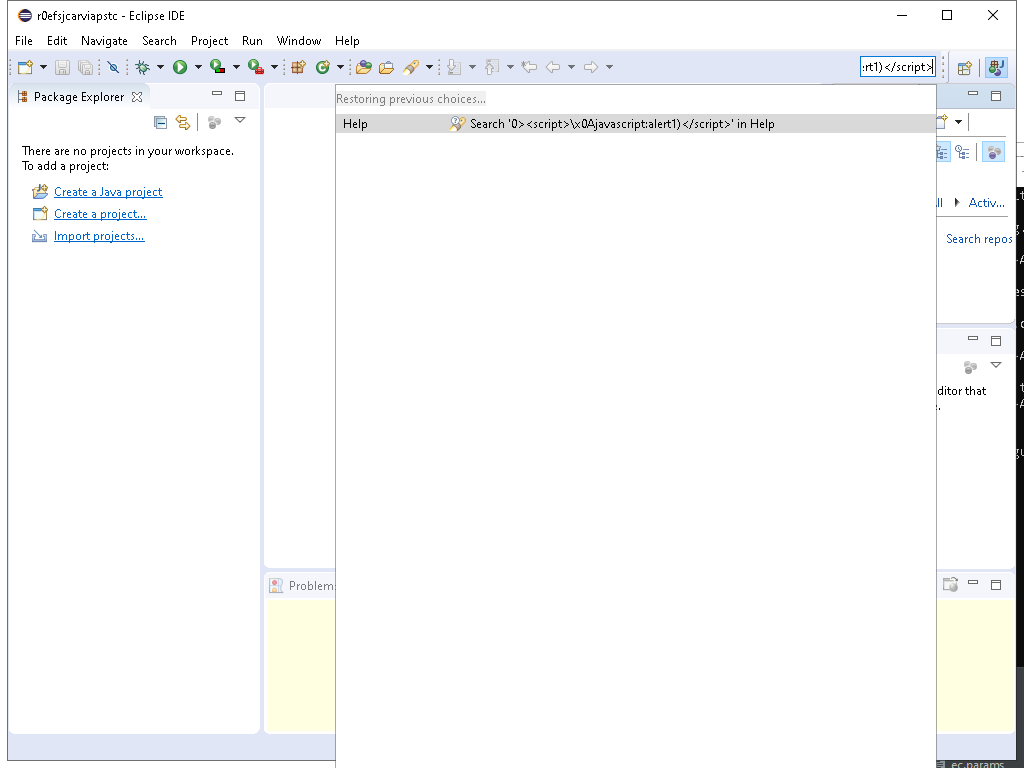 r0efsjcarviapstc - Eclipse IDE
File Edit Navigate Search Project Run Window Help
:rt1)</script>
Package Explorer
Restoring previous choices...
Help Search '0><script>\x0Ajavascript:alert1)</script>' in Help
There are no projects in your workspace.
To add a project:
Create a Java project
Create a project...
Import projects...
Activ...
Search repos
ditor that
Problem
ec.params